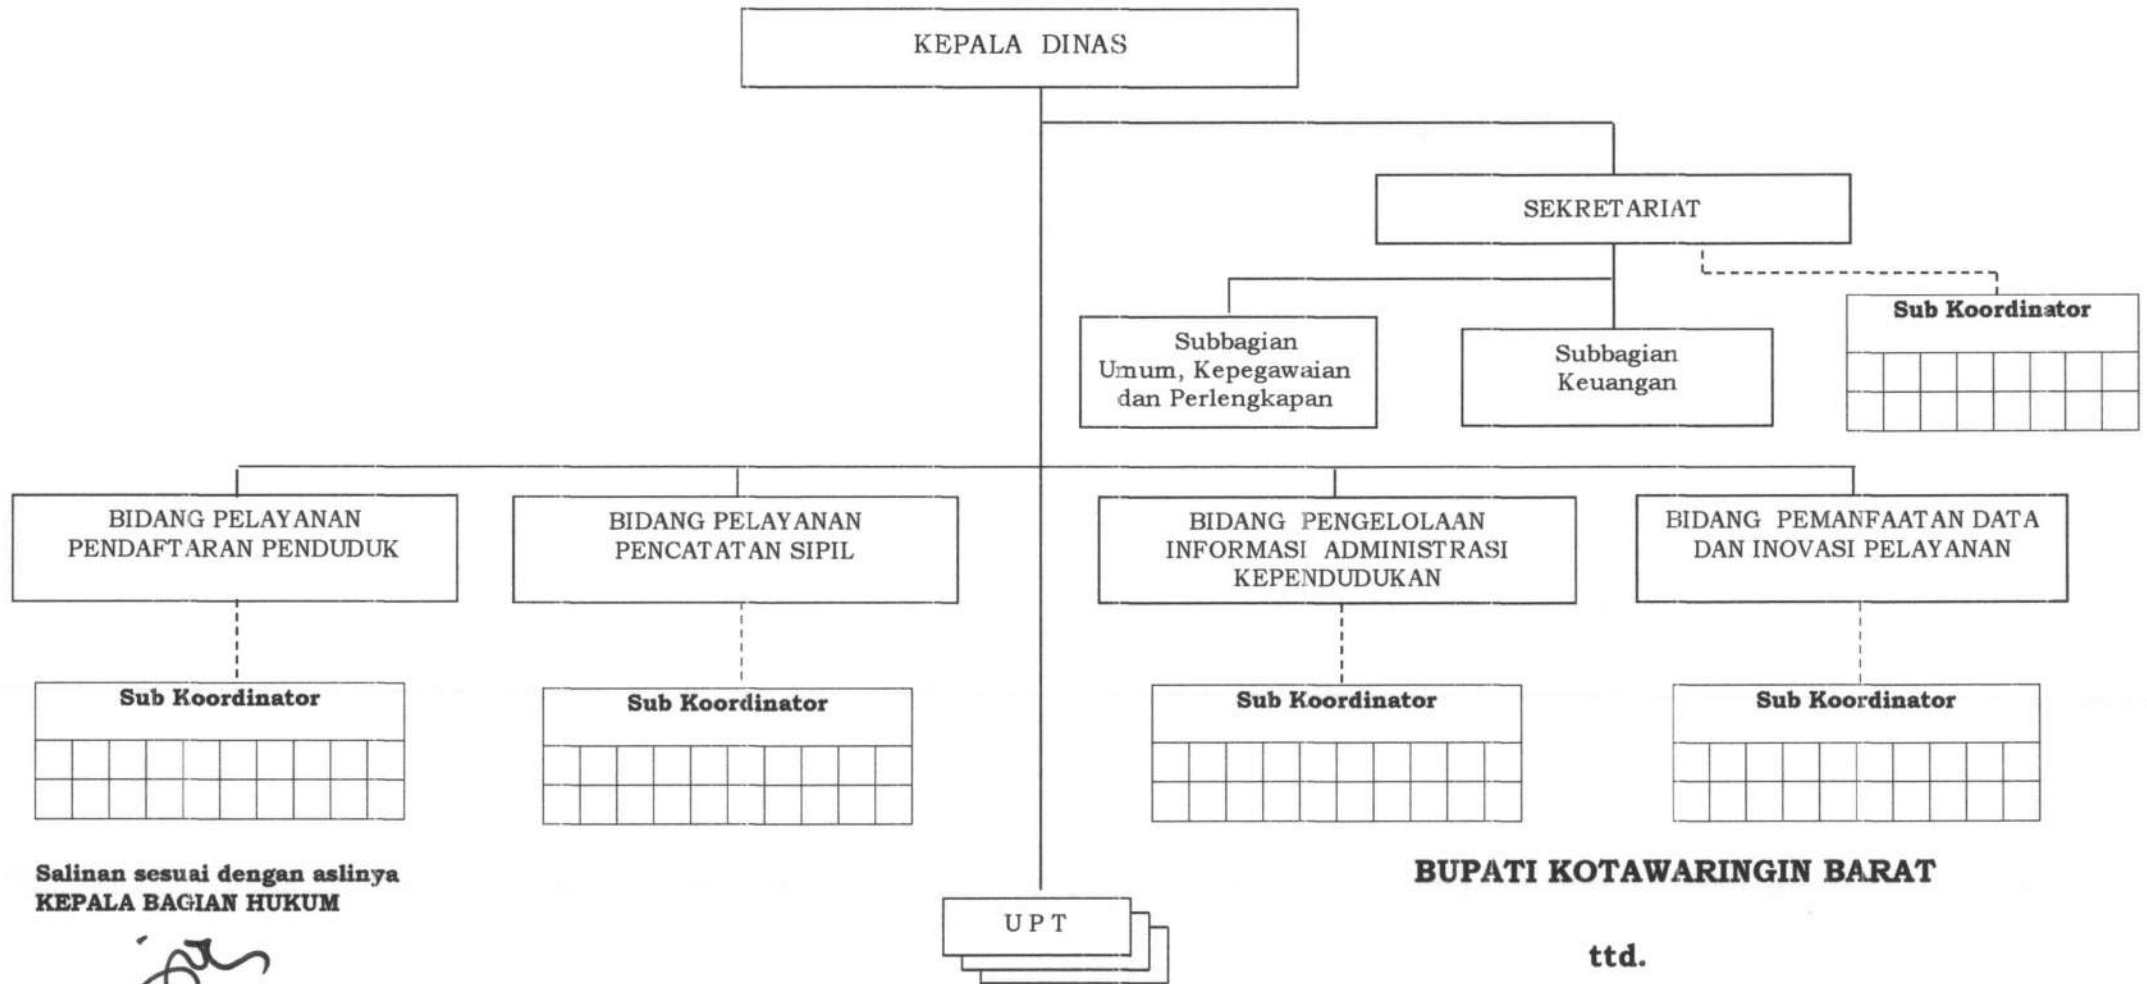 KEPALA DINAS
SEKRETARIAT
Sub Koordinator
Subbagian
Umum, Kepegawaian
dan Perlengkapan
Subbagian
Keuangan
BIDANG PELAYANAN
PENDAFTARAN PENDUDUK
BIDANG PELAYANAN
PENCATATAN SIPIL
BIDANG PENGELOLAAN
INFORMASI ADMINISTRASI
KEPENDUDUKAN
BIDANG PEMANFAATAN DATA
DAN INOVASI PELAYANAN
Sub Koordinator
Sub Koordinator
Sub Koordinator
Sub Koordinator
Salinan sesuai dengan aslinya
KEPALA BAGIAN HUKUM
UPT
BUPATI KOTAWARINGIN BARAT
ttd.